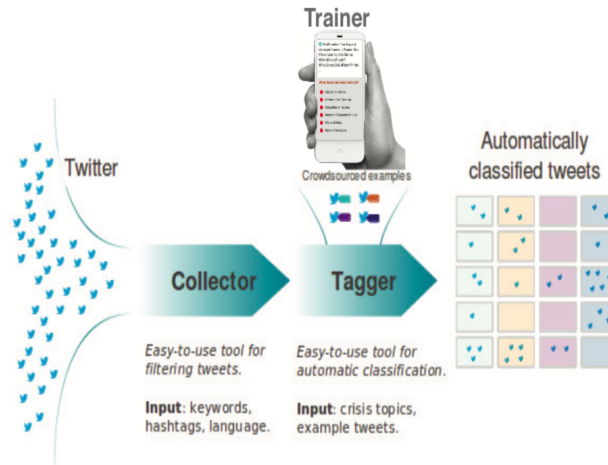 Trainer
Twitter
Crowdsourced examples
Automatically
classified tweets
Collector
Tagger
Easy-to-use tool for
filtering tweets.
Input: keywords,
hashtags, language.
Easy-to-use tool for
automatic classification.
Input: crisis topics,
example tweets.